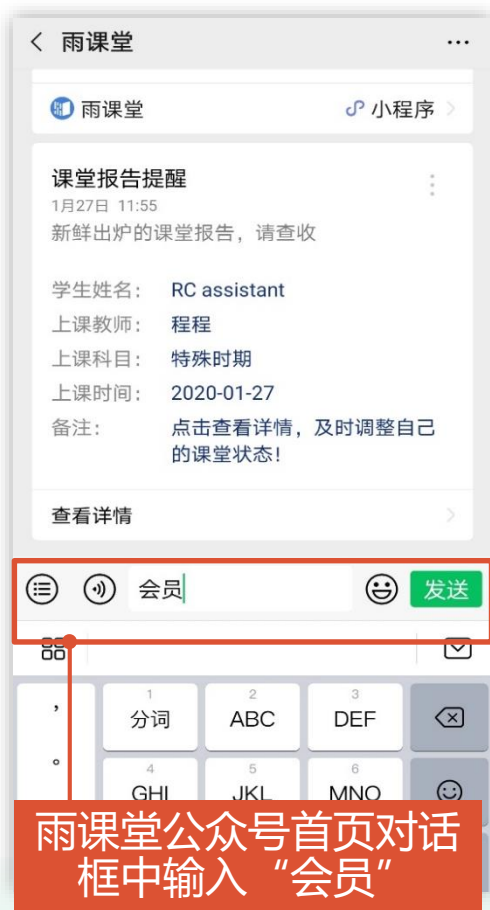 雨课堂
雨课堂 小程序
课堂报告提醒
1月27日 11:55
新鲜出炉的课堂报告，请查收
学生姓名： RC assistant
上课教师： 程程
上课科目： 特殊时期
上课时间： 2020-01-27
备注： 点击查看详情，及时调整自己
的课堂状态！
查看详情
会员 发送
， 1 2 3
分词 ABC DEF
。 4 5 6
GHI JKL MNO
雨课堂公众号首页对话
框中输入“会员”